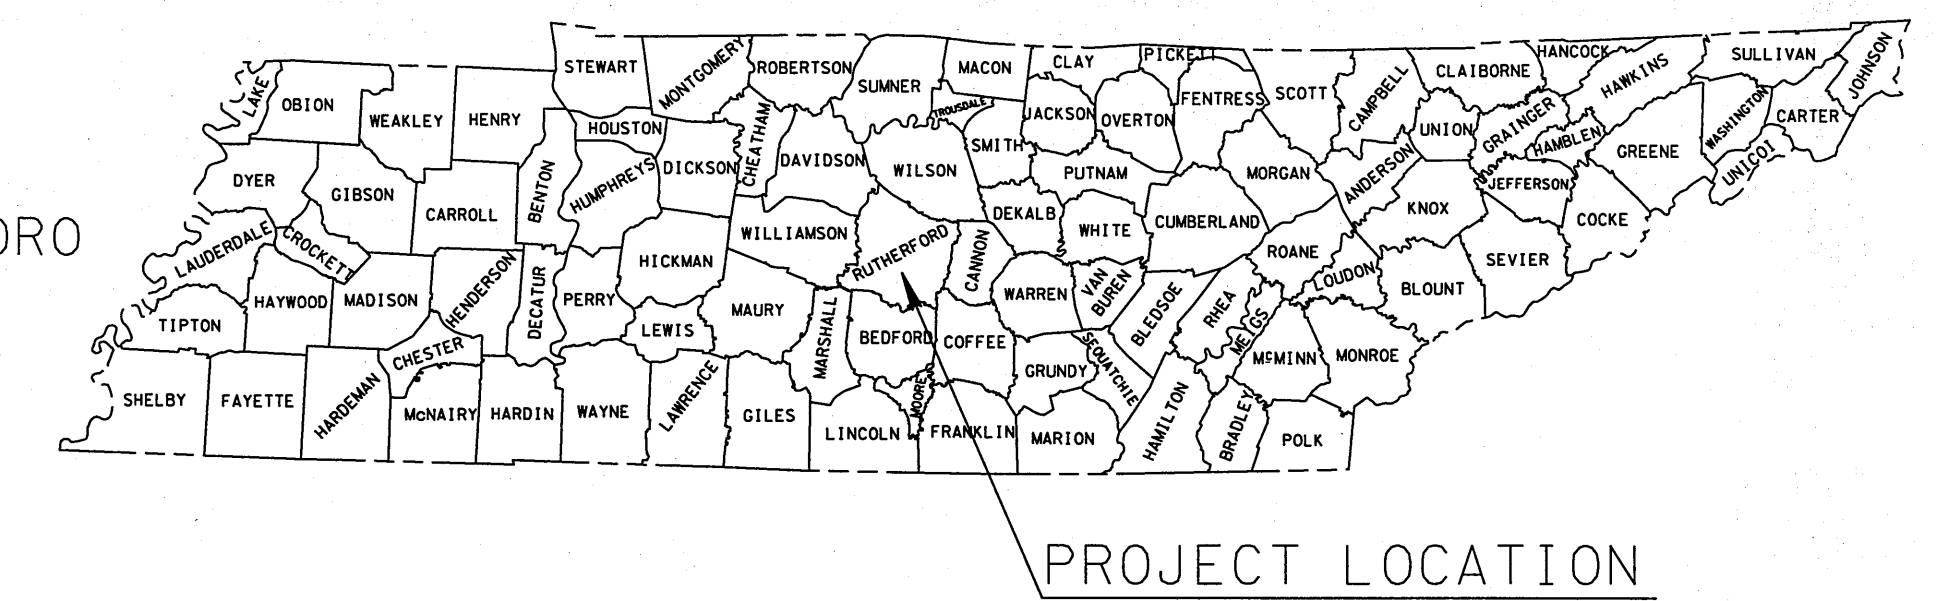 STEWART
MONTGOMERY
ROBERTSON
SUMNER
MACON
CLAY
PICKETT
HANCOCK
SULLIVAN
JOHNSON
LAKE
OBION
WEAKLEY
HENRY
HOUSTON
CHEATHAM
TROUSDALE
JACKSON
OVERTON
FENTRESS
SCOTT
CAMPBELL
CLAIBORNE
UNION
GRAINGER
HAWKINS
HAMBLEN
GREENE
WASHINGTON
CARTER
UNICOI
DYER
GIBSON
CARROLL
BENTON
HUMPHREYS
DICKSON
DAVIDSON
WILSON
SMITH
PUTNAM
MORGAN
ANDERSON
KNOX
JEFFERSON
COCKE
ORO
LAUDERDALE
CROCKETT
WILLIAMSON
RUTHERFORD
CANNON
DEKALB
WHITE
CUMBERLAND
ROANE
LOUDON
BLOUNT
SEVIER
TIPTON
HAYWOOD
MADISON
HENDERSON
DECATUR
PERRY
HICKMAN
LEWIS
MAURY
MARSHALL
BEDFORD
COFFEE
WARREN
VAN
BUREN
BLEDSOE
RHEA
MEIGS
McMINN
MONROE
SHELBY
FAYETTE
HARDEMAN
CHESTER
McNAIRY
HARDIN
WAYNE
LAWRENCE
GILES
LINCOLN
MOORE
FRANKLIN
GRUNDY
SEQUATCHIE
MARION
HAMILTON
BRADLEY
POLK
PROJECT LOCATION